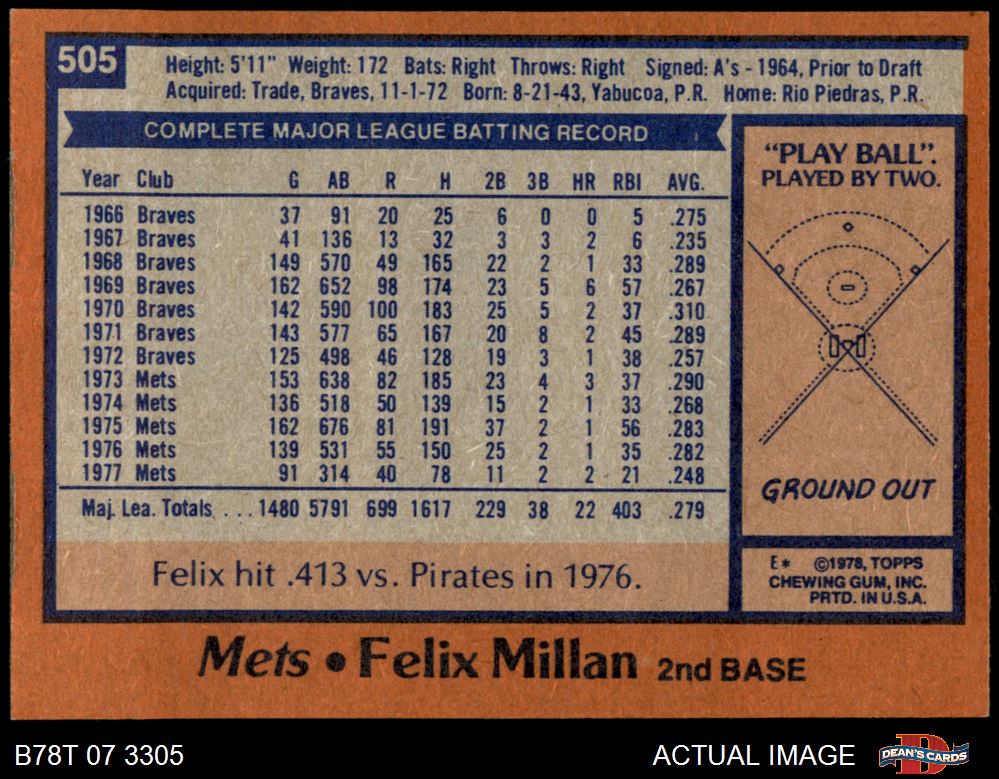 505
Height: 5'11" Weight: 172 Bats: Right Throws: Right Signed: A's - 1964, Prior to Draft
Acquired: Trade, Braves, 11-1-72 Born: 8-21-43, Yabucoa, P.R. Home: Rio Piedras, P.R.
COMPLETE MAJOR LEAGUE BATTING RECORD
Year Club G AB R H 2B 3B HR RBI AVG.
1966 Braves 37 91 20 25 6 0 0 5 .275
1967 Braves 41 136 13 32 3 3 2 6 .235
1968 Braves 149 570 49 165 22 2 1 33 .289
1969 Braves 162 652 98 174 23 5 6 57 .267
1970 Braves 142 590 100 183 25 5 2 37 .310
1971 Braves 143 577 65 167 20 8 2 45 .289
1972 Braves 125 498 46 128 19 3 1 38 .257
1973 Mets 153 638 82 185 23 4 3 37 .290
1974 Mets 136 518 50 139 15 2 1 33 .268
1975 Mets 162 676 81 191 37 2 1 56 .283
1976 Mets 139 531 55 150 25 2 1 35 .282
1977 Mets 91 314 40 78 11 2 2 21 .248
Maj. Lea. Totals. . . . 1480 5791 699 1617 229 38 22 403 .279
Felix hit .413 vs. Pirates in 1976.
"PLAY BALL".
PLAYED BY TWO.
GROUND OUT
E* ©1978, TOPPS
CHEWING GUM, INC.
PRTD. IN U.S.A.
Mets • Felix Millan 2nd BASE
B78T 07 3305
ACTUAL IMAGE
D
DEAN'S CARDS